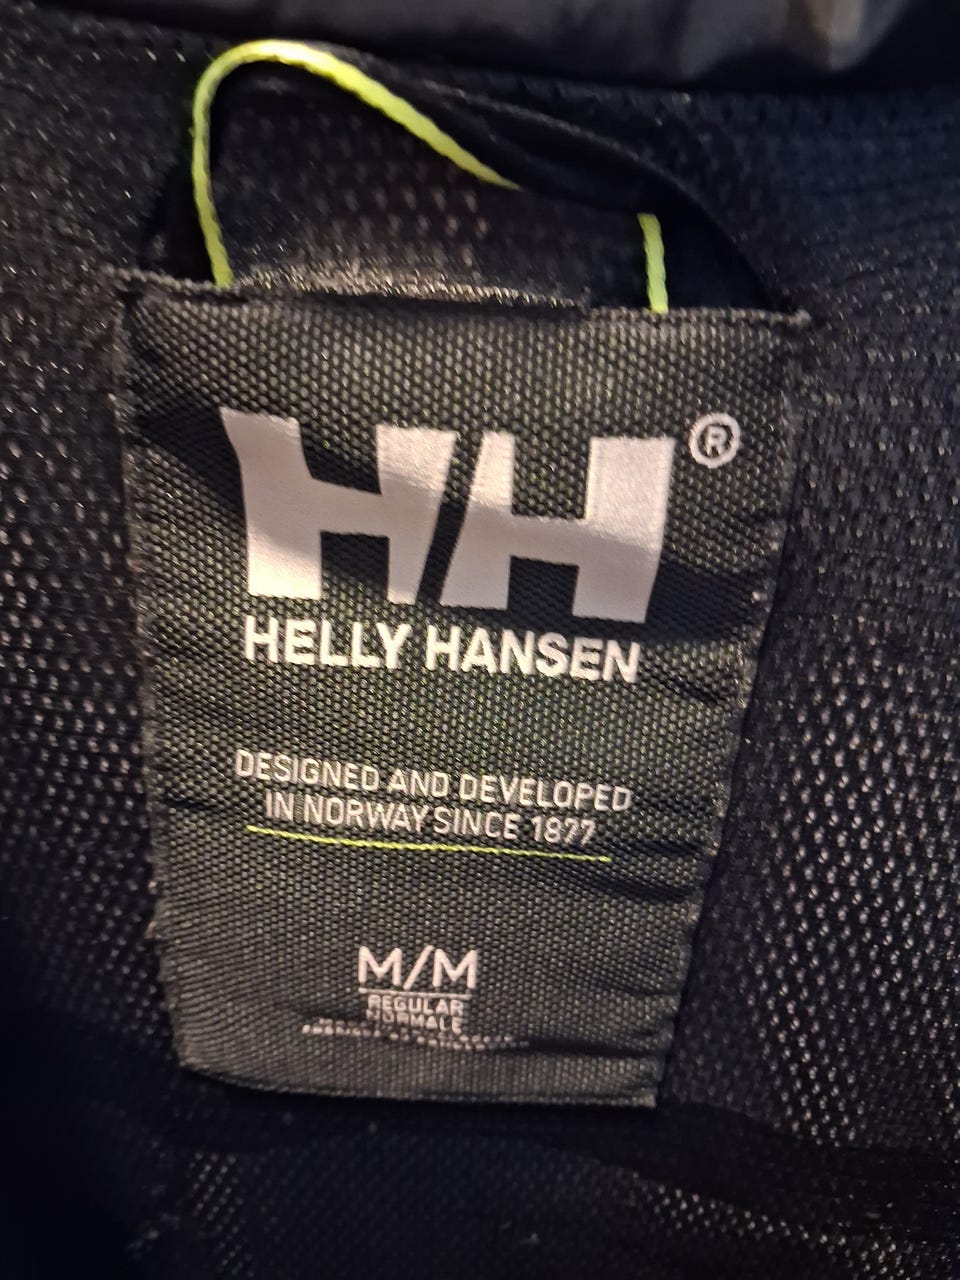 HH®
HELLY HANSEN
DESIGNED AND DEVELOPED
IN NORWAY SINCE 1877
M/M
REGULAR
NORMALE